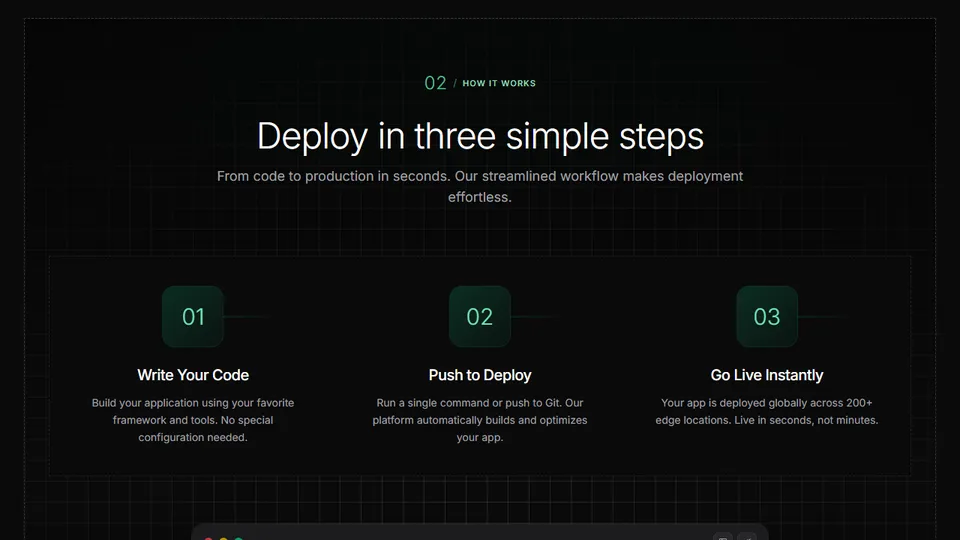 02 / HOW IT WORKS
Deploy in three simple steps
From code to production in seconds. Our streamlined workflow makes deployment
effortless.
01
Write Your Code
Build your application using your favorite
framework and tools. No special
configuration needed.
02
Push to Deploy
Run a single command or push to Git. Our
platform automatically builds and optimizes
your app.
03
Go Live Instantly
Your app is deployed globally across 200+
edge locations. Live in seconds, not minutes.